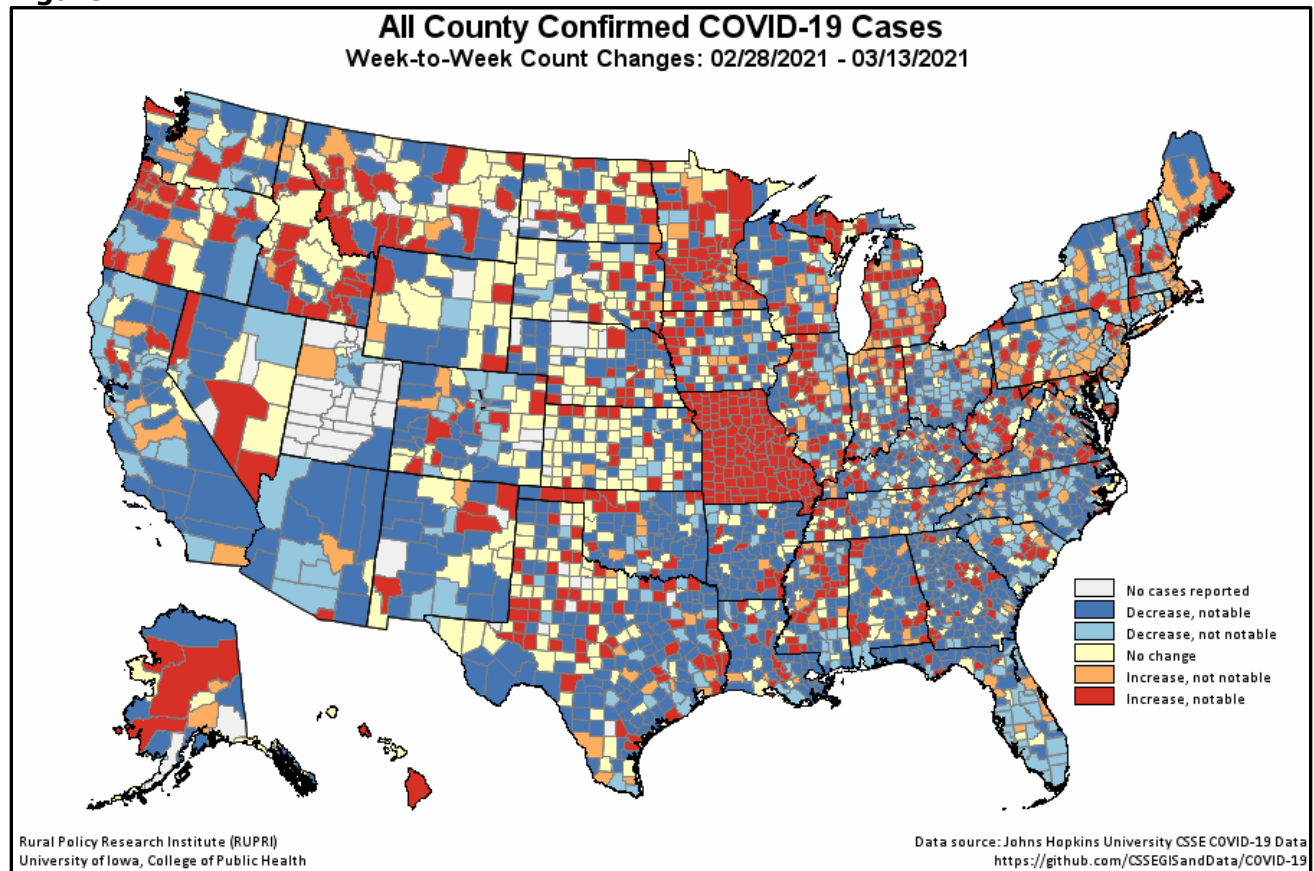 All County Confirmed COVID-19 Cases
Week-to-Week Count Changes: 02/28/2021 - 03/13/2021
No cases reported
Decrease, notable
Decrease, not notable
No change
Increase, not notable
Increase, notable
Rural Policy Research Institute (RUPRI)
University of Iowa, College of Public Health
Data source: Johns Hopkins University CSSE COVID-19 Data
https://github.com/CSSEGISandData/COVID-19